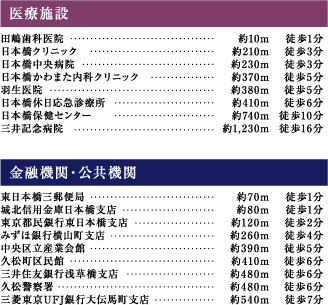 医療施設
田嶋歯科医院 …… 約10m 徒歩1分
日本橋クリニック …… 約210m 徒歩3分
日本橋中央病院 …… 約230m 徒歩3分
日本橋かわまた内科クリニック …… 約370m 徒歩5分
羽生医院 …… 約380m 徒歩5分
日本橋休日応急診療所 …… 約410m 徒歩6分
日本橋保健センター …… 約740m 徒歩10分
三井記念病院 …… 約1,230m 徒歩16分
金融機関・公共機関
東日本橋三郵便局 …… 約70m 徒歩1分
城北信用金庫日本橋支店 …… 約80m 徒歩1分
東京都民銀行東日本橋支店 …… 約120m 徒歩2分
みずほ銀行横山町支店 …… 約260m 徒歩4分
中央区立産業会館 …… 約390m 徒歩5分
久松町区民館 …… 約410m 徒歩6分
三井住友銀行浅草橋支店 …… 約480m 徒歩6分
久松警察署 …… 約480m 徒歩6分
三菱東京UFJ銀行大伝馬町支店 …… 約540m 徒歩7分